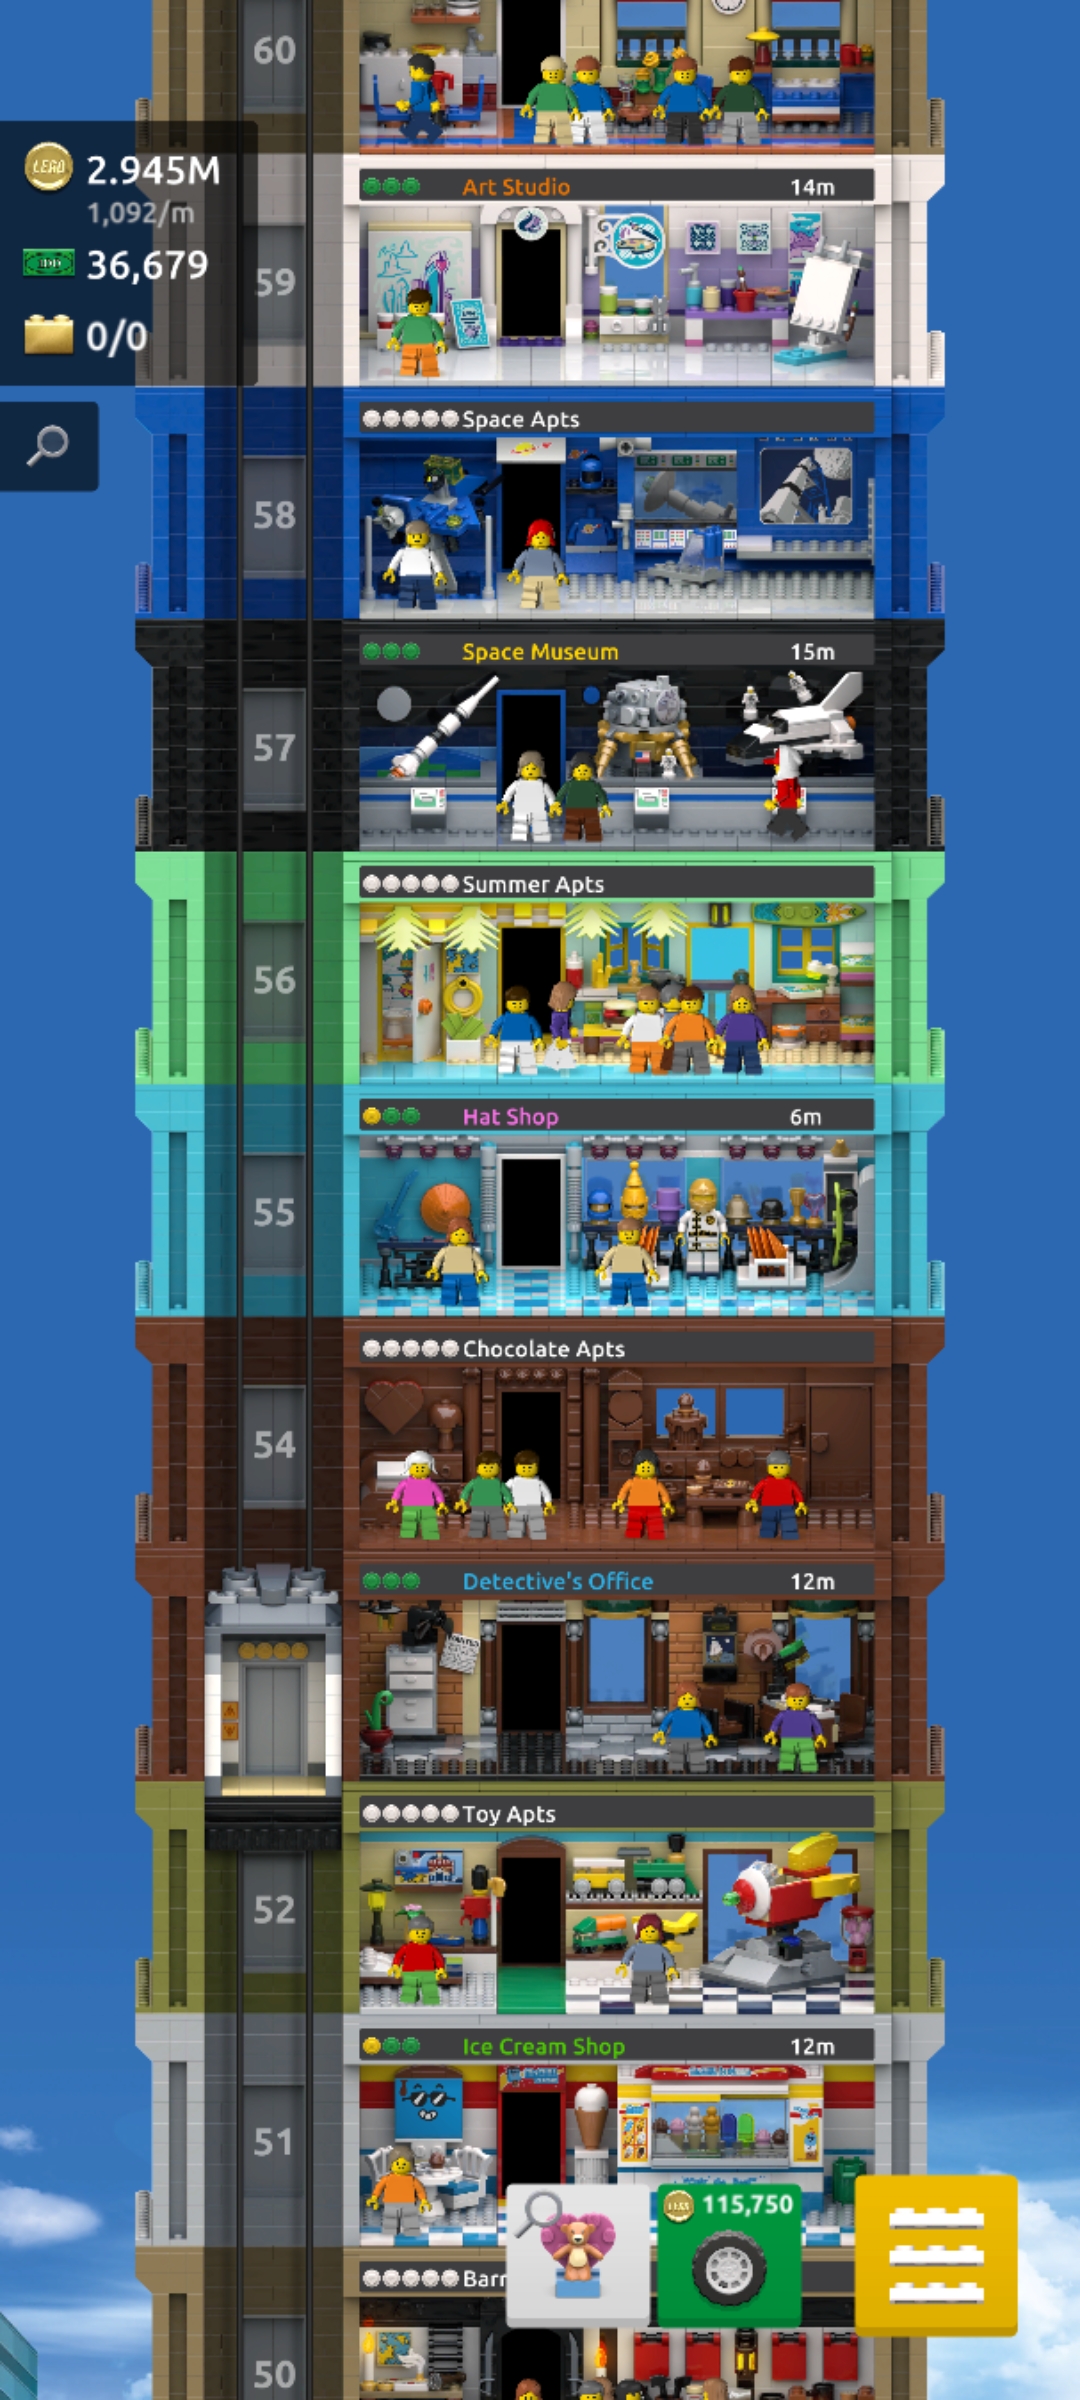 60
LEGO 2.945M
1,092/m
36,679
0/0
Art Studio 14m
59
Space Apts
58
Space Museum 15m
57
Summer Apts
56
Hat Shop 6m
55
Chocolate Apts
54
Detective's Office 12m
Toy Apts
52
Ice Cream Shop 12m
51
115,750
Barr
50